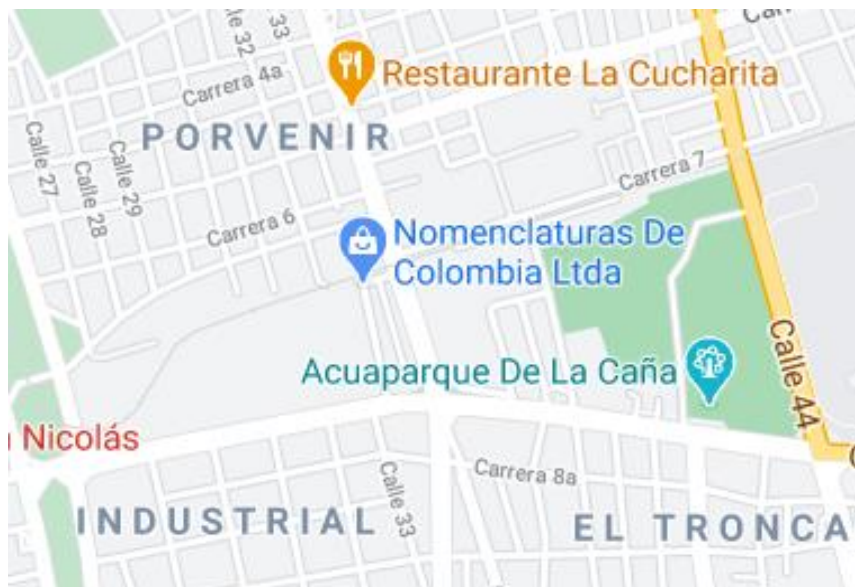 Calle 32
33
Can
Carrera 4a
Restaurante La Cucharita
PORVENIR
Calle 27
Calle 28
Calle 29
Carrera 7
Carrera 6
Nomenclaturas De
Colombia Ltda
Acuaparque De La Caña
Calle 44
Nicolás
C
Carrera 8a
Calle 33
INDUSTRIAL
EL TRONCA